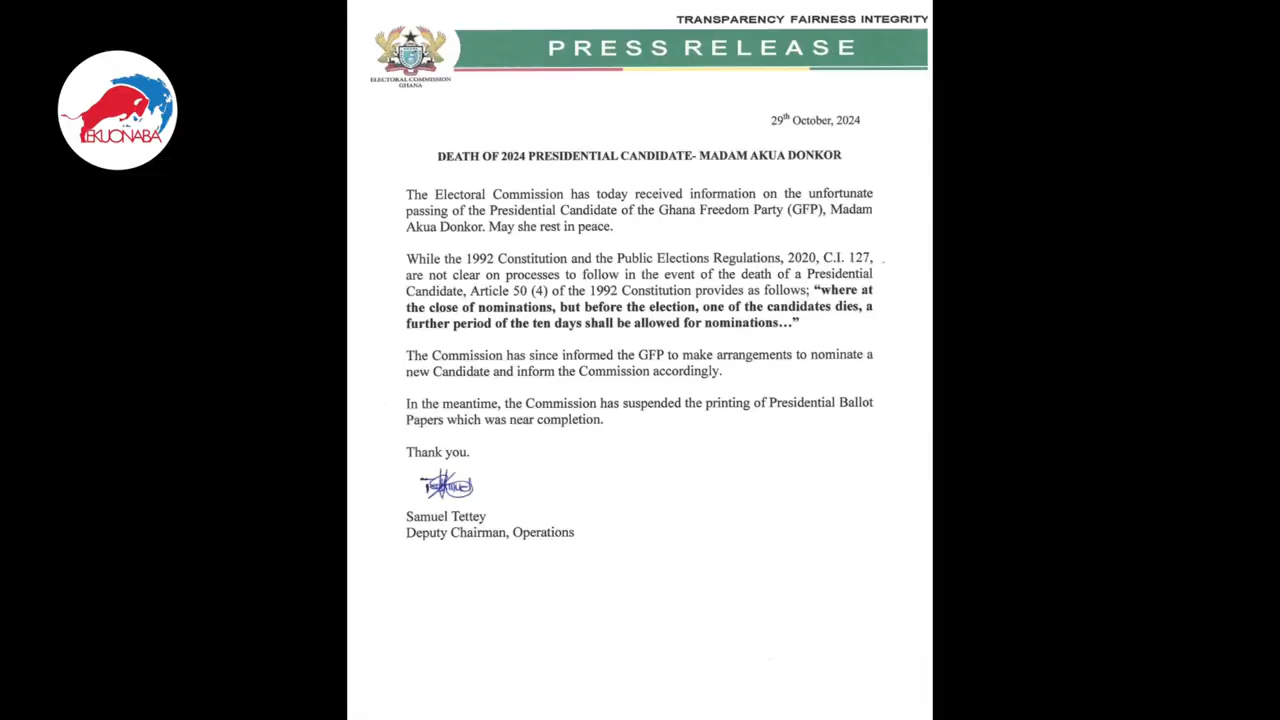 TRANSPARENCY FAIRNESS INTEGRITY
PRESS RELEASE
ELECTORAL COMMISSION
GHANA
EKUONABA
29th October, 2024
DEATH OF 2024 PRESIDENTIAL CANDIDATE- MADAM AKUA DONKOR
The Electoral Commission has today received information on the unfortunate
passing of the Presidential Candidate of the Ghana Freedom Party (GFP), Madam
Akua Donkor. May she rest in peace.
While the 1992 Constitution and the Public Elections Regulations, 2020, C.I. 127,
are not clear on processes to follow in the event of the death of a Presidential
Candidate, Article 50 (4) of the 1992 Constitution provides as follows; “where at
the close of nominations, but before the election, one of the candidates dies, a
further period of the ten days shall be allowed for nominations…”
The Commission has since informed the GFP to make arrangements to nominate a
new Candidate and inform the Commission accordingly.
In the meantime, the Commission has suspended the printing of Presidential Ballot
Papers which was near completion.
Thank you.
Samuel Tettey
Deputy Chairman, Operations